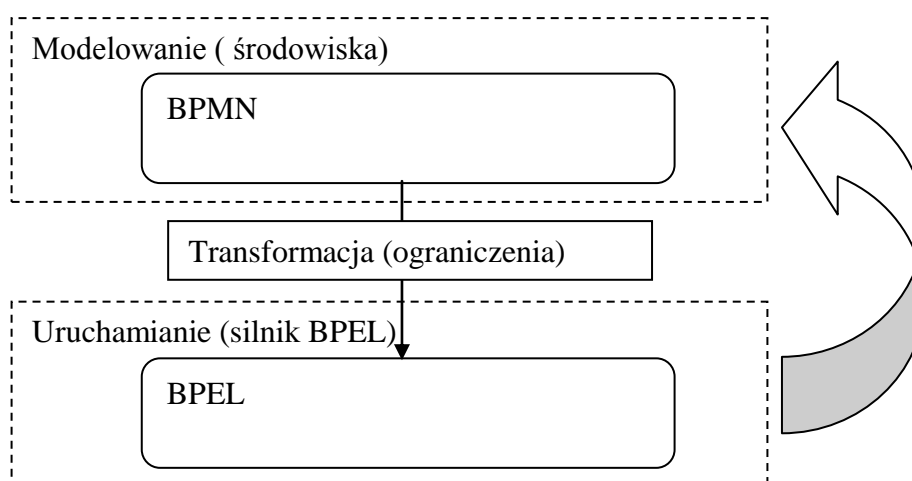 Modelowanie ( środowiska)
BPMN
Transformacja (ograniczenia)
Uruchamianie (silnik BPEL)
BPEL